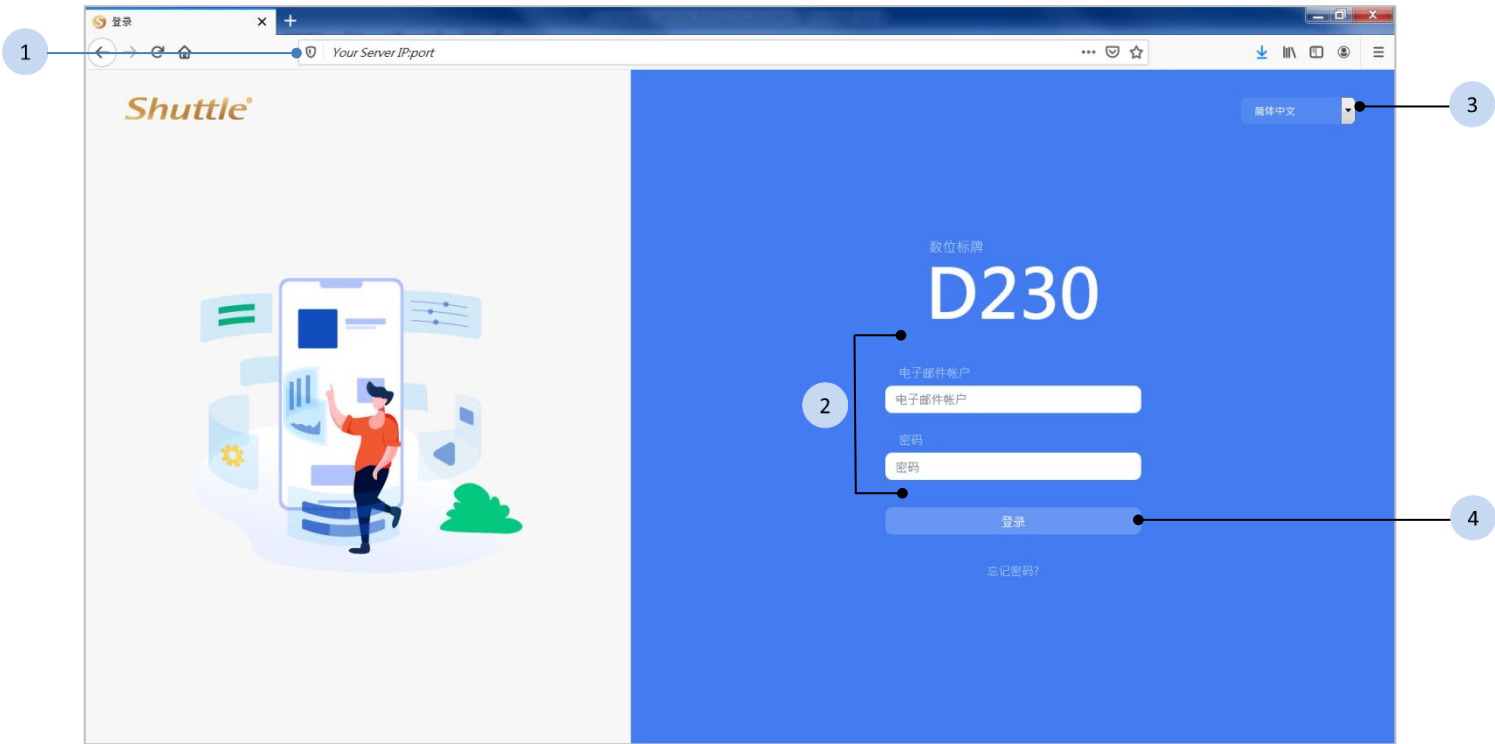 登录
1
Your Server IP:port
Shuttle®
簡体中文
3
数位标牌
D230
2
电子邮件帐户
电子邮件帐户
密码
密码
登录
4
忘记密码?